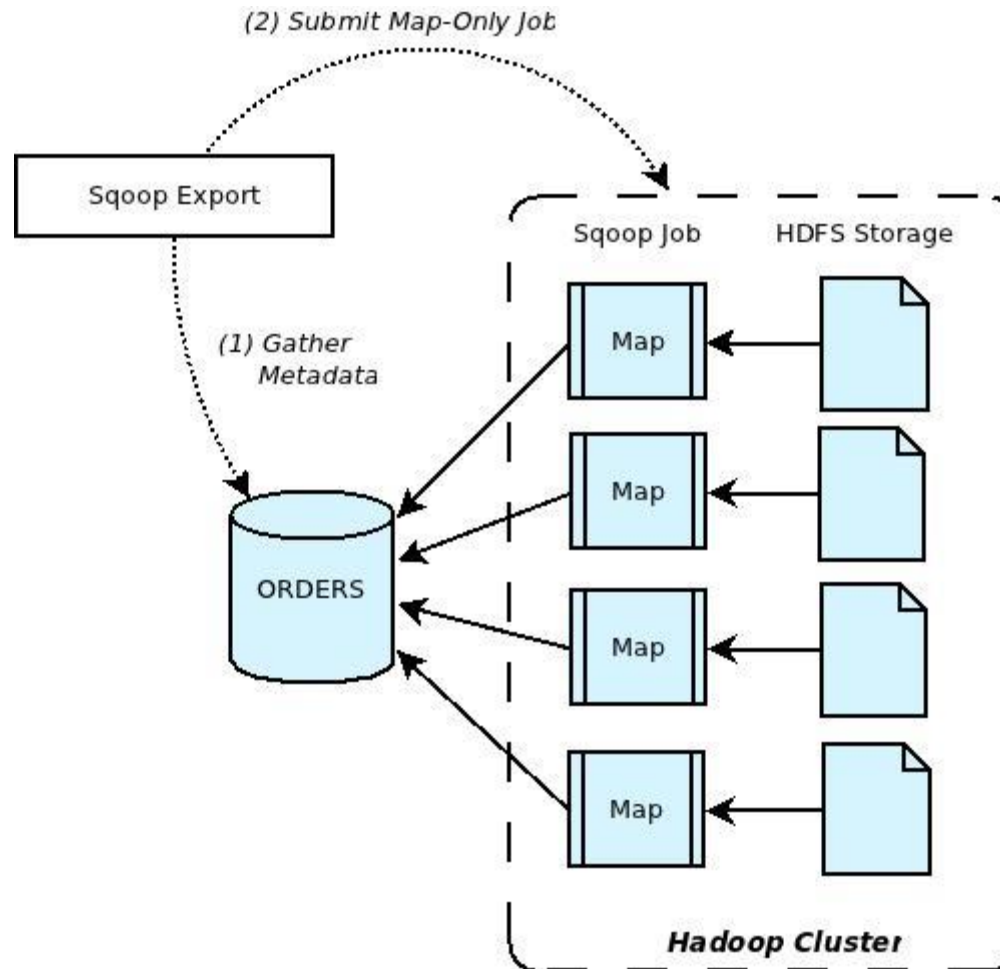 (2) Submit Map-Only Job
Sqoop Export
Sqoop Job
HDFS Storage
Map
(1) Gather
Metadata
Map
ORDERS
Map
Map
Hadoop Cluster